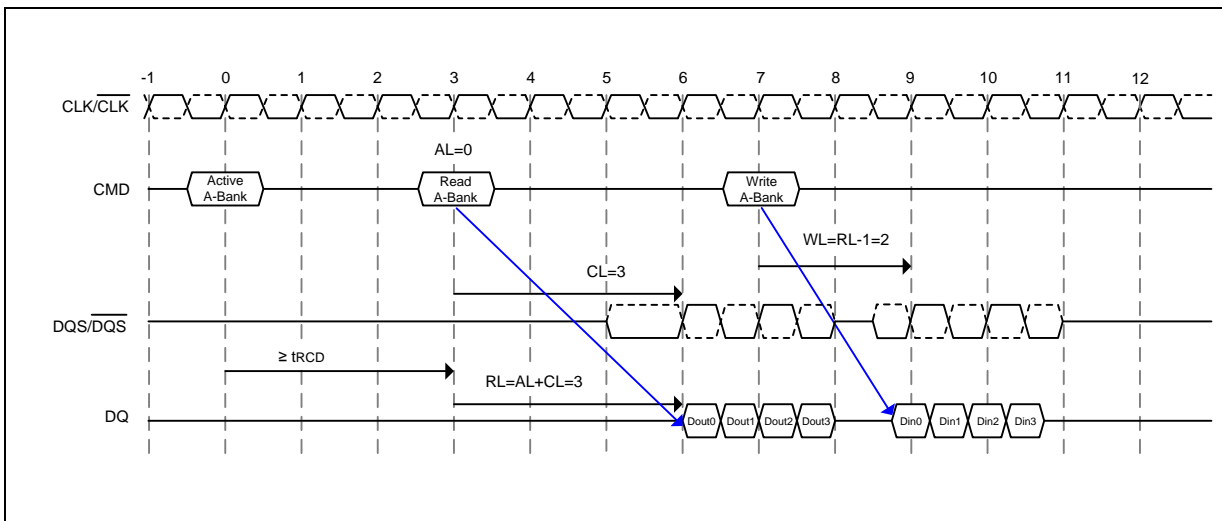 -1 0 1 2 3 4 5 6 7 8 9 10 11 12
CLK/CLK
AL=0
CMD
Active
A-Bank
Read
A-Bank
Write
A-Bank
WL=RL-1=2
CL=3
DQS/DQS
≥ tRCD
RL=AL+CL=3
DQ
Dout0 Dout1 Dout2 Dout3 Din0 Din1 Din2 Din3